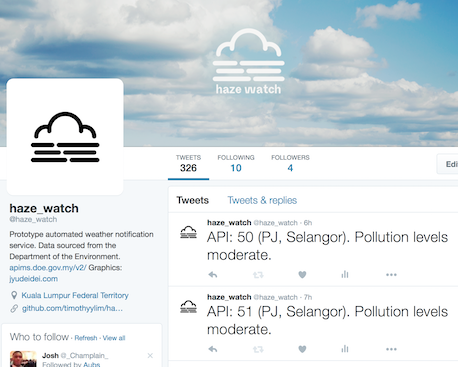 haze watch
TWEETS FOLLOWING FOLLOWERS
326 10 4
Edi
haze_watch
@haze_watch
Prototype automated weather notification
service. Data sourced from the
Department of the Environment.
apims.doe.gov.my/v2/ Graphics:
jyudeidei.com
Kuala Lumpur Federal Territory
github.com/timothyylim/ha…
Who to follow · Refresh · View all
Josh @_Champlain_
Followed by Aubs
Tweets Tweets & replies
haze_watch @haze_watch · 6h
API: 50 (PJ, Selangor). Pollution levels
moderate.
haze_watch @haze_watch · 7h
API: 51 (PJ, Selangor). Pollution levels
moderate.